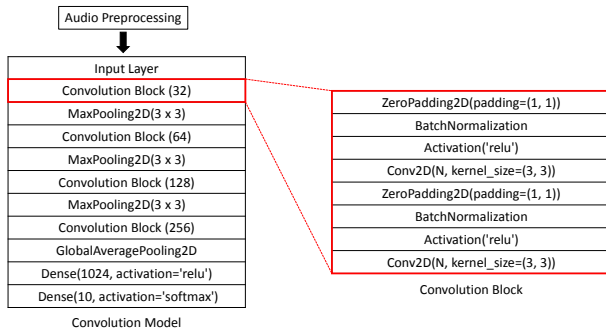 Audio Preprocessing
Input Layer
Convolution Block (32)
MaxPooling2D(3 x 3)
Convolution Block (64)
MaxPooling2D(3 x 3)
Convolution Block (128)
MaxPooling2D(3 x 3)
Convolution Block (256)
GlobalAveragePooling2D
Dense(1024, activation='relu')
Dense(10, activation='softmax')
Convolution Model
ZeroPadding2D(padding=(1, 1))
BatchNormalization
Activation('relu')
Conv2D(N, kernel_size=(3, 3))
ZeroPadding2D(padding=(1, 1))
BatchNormalization
Activation('relu')
Conv2D(N, kernel_size=(3, 3))
Convolution Block